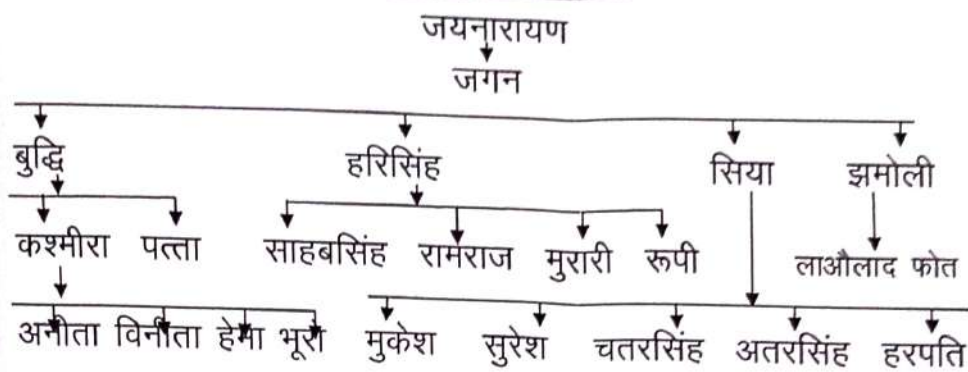 जयनारायण
जगन
बुद्धि हरिसिंह सिया झमोली
कश्मीरा पत्ता साहबसिंह रामराज मुरारी रूपी लाऔलाद फोत
अनीता विनीता हेमा भूरा मुकेश सुरेश चतरसिंह अतरसिंह हरपति